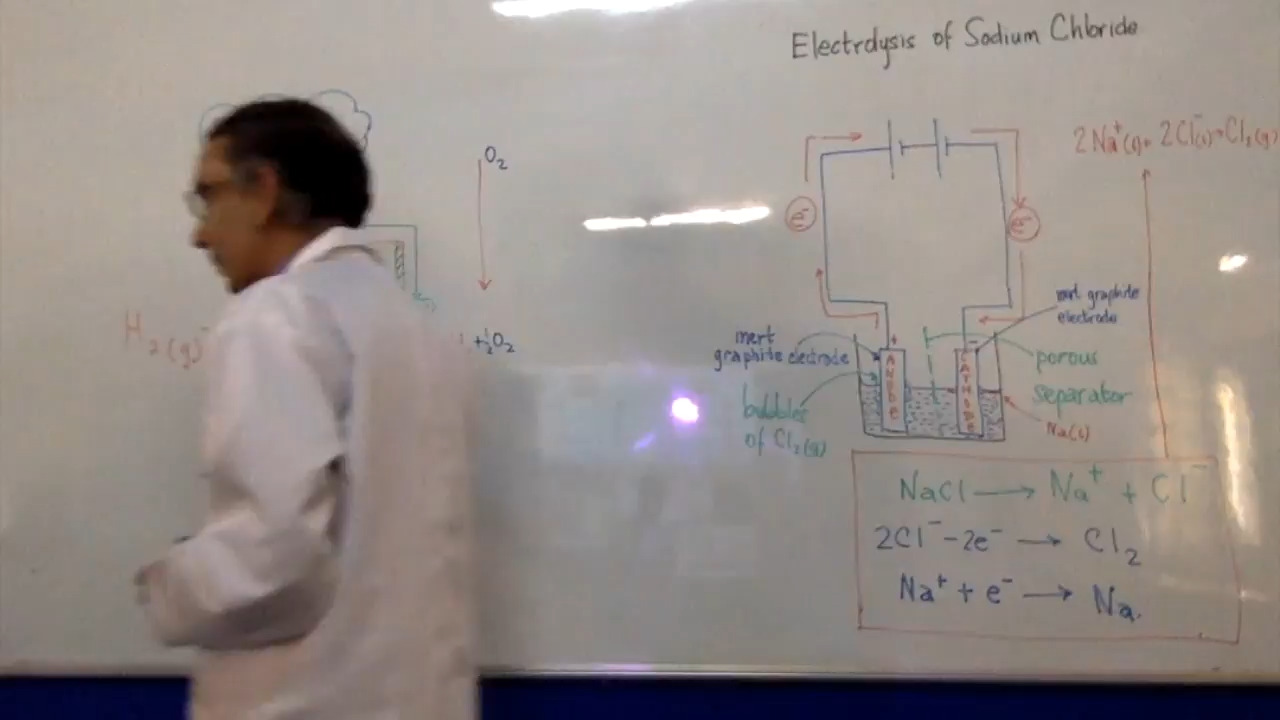 Electrolysis of Sodium Chloride
O₂
H₂(g)
+½O₂
e⁻
e⁻
inert
graphite electrode
bubbles
of Cl₂(g)
+
ANODE
-
CATHODE
inert graphite
electrode
porous
separator
Na(l)
2Na⁺(l)+ 2Cl⁻(l)→Cl₂(g)
NaCl → Na⁺ + Cl⁻
2Cl⁻-2e⁻ → Cl₂
Na⁺ + e⁻ → Na